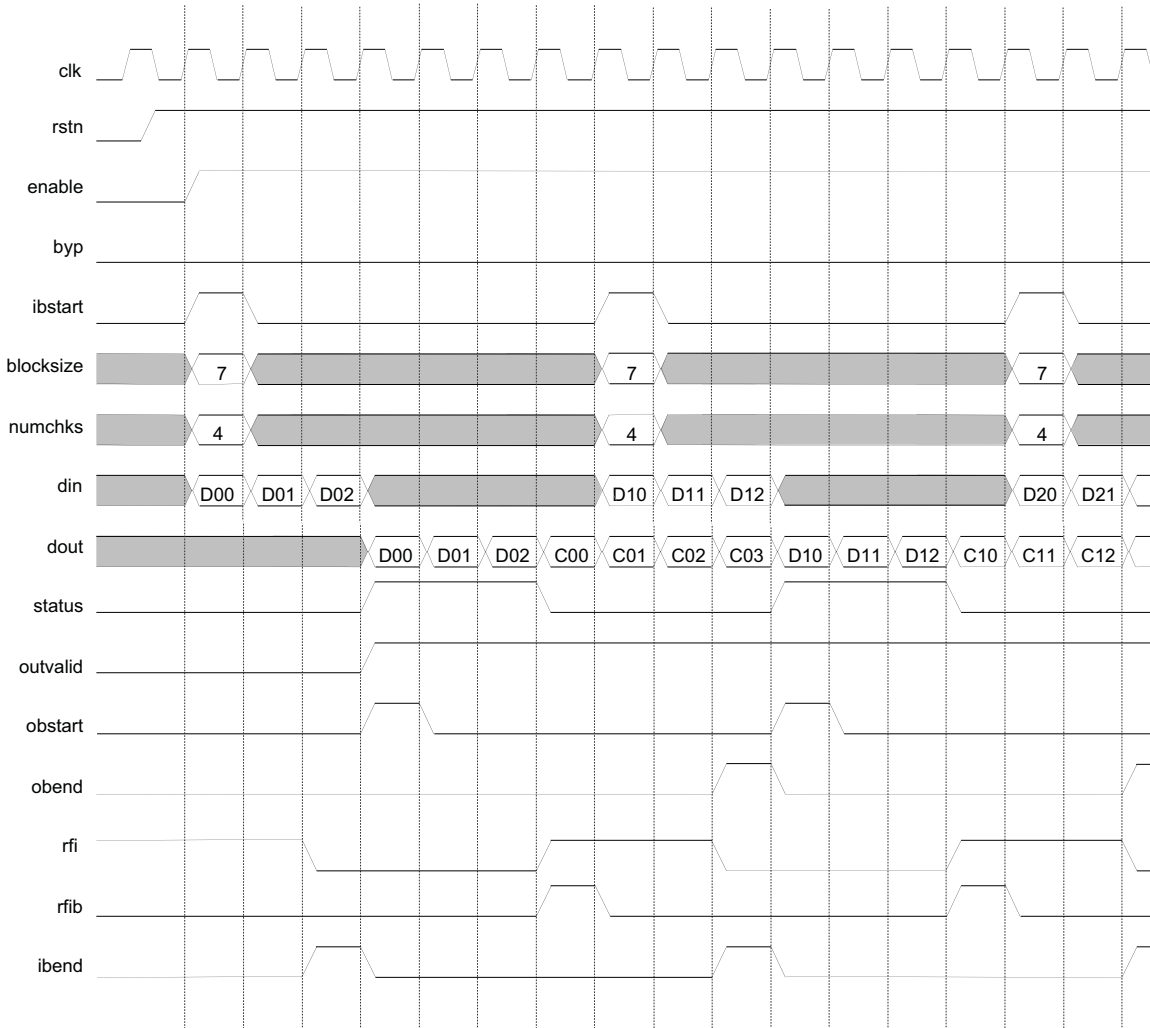 clk
rstn
enable
byp
ibstart
blocksize 7 7 7
numchks 4 4 4
din D00 D01 D02 D10 D11 D12 D20 D21
dout D00 D01 D02 C00 C01 C02 C03 D10 D11 D12 C10 C11 C12
status
outvalid
obstart
obend
rfi
rfib
ibend